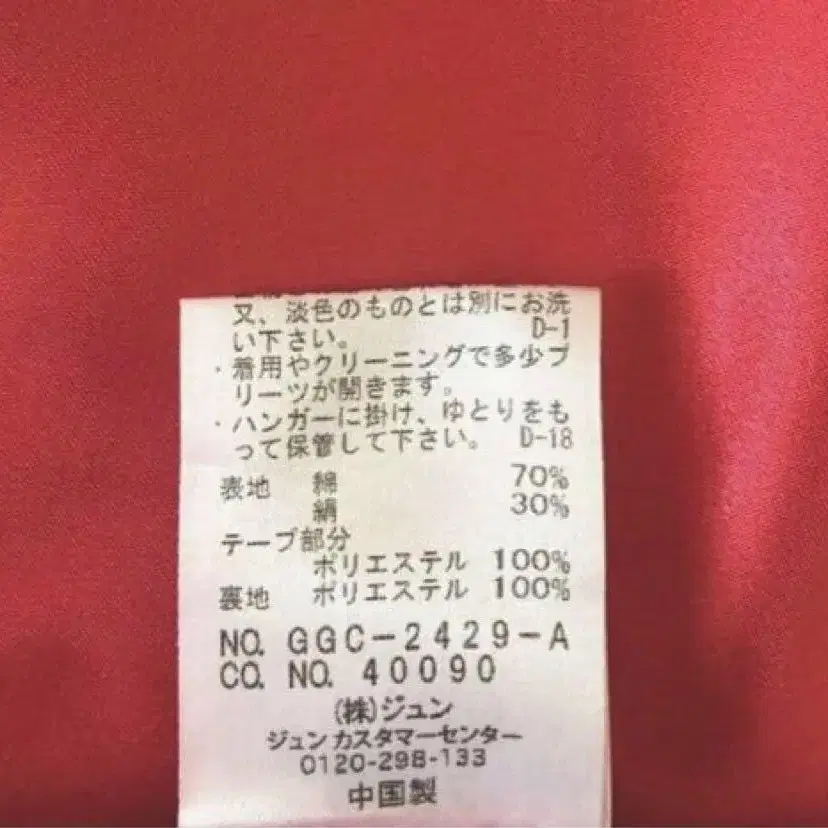 又、淡色のものとは別にお洗
い下さい。 D-1
・着用やクリーニングで多少プ
リーツが開きます。
・ハンガーに掛け、ゆとりをも
って保管して下さい。 D-18
表地 綿 70%
絹 30%
テープ部分
ポリエステル 100%
裏地 ポリエステル 100%
NO. GGC-2429-A
CO. NO. 40090
(株)ジュン
ジュン カスタマーセンター
0120-298-133
中国製